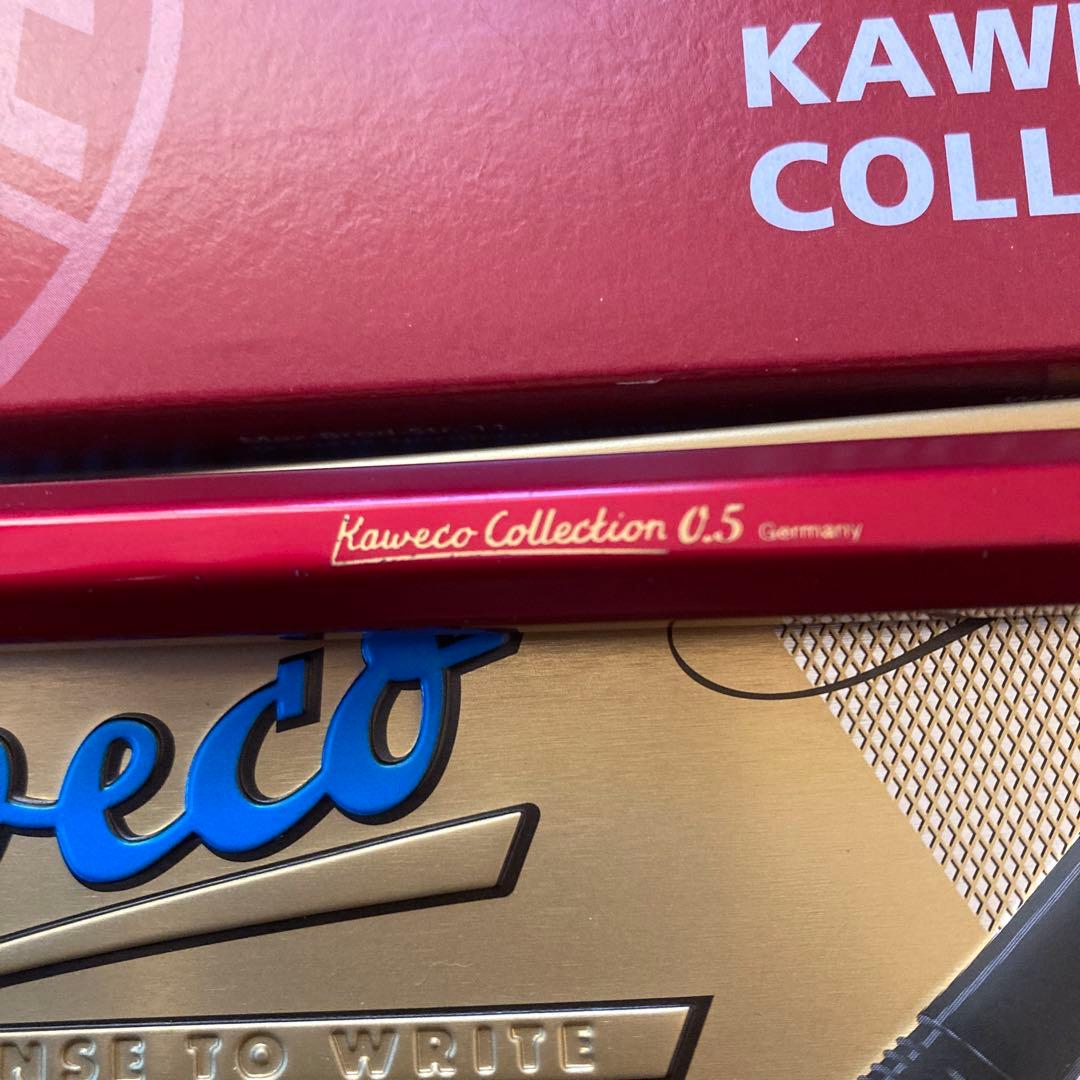 KAW
COLL
Kaweco Collection 0.5 Germany
eco
NSE TO WRITE